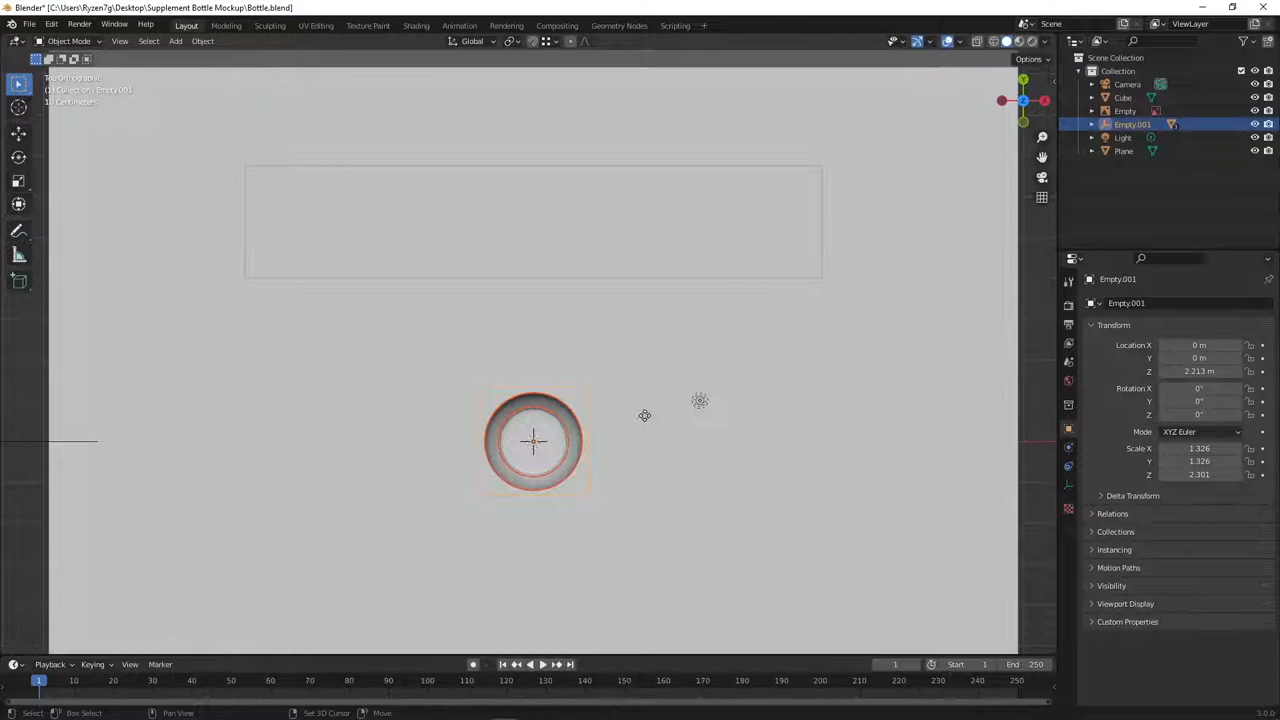 Blender* [C:\Users\Ryzen7g\Desktop\Supplement Bottle Mockup\Bottle.blend]
File Edit Render Window Help Layout Modeling Sculpting UV Editing Texture Paint Shading Animation Rendering Compositing Geometry Nodes Scripting Scene ViewLayer
Object Mode View Select Add Object Global
Options
Top Orthographic
(1) Collection | Empty.001
10 Centimeters
Y
Z
X
Scene Collection
Collection
Camera
Cube
Empty
Empty.001
Light
Plane
Empty.001
Empty.001
Transform
Location X 0 m
Y 0 m
Z 2.213 m
Rotation X 0°
Y 0°
Z 0°
Mode XYZ Euler
Scale X 1.326
Y 1.326
Z 2.301
Delta Transform
Relations
Collections
Instancing
Motion Paths
Visibility
Viewport Display
Custom Properties
Playback Keying View Marker 1 Start 1 End 250
1 10 20 30 40 50 60 70 80 90 100 110 120 130 140 150 160 170 180 190 200 210 220 230 240 250
Select Box Select Pan View Set 3D Cursor Move 3.0.0